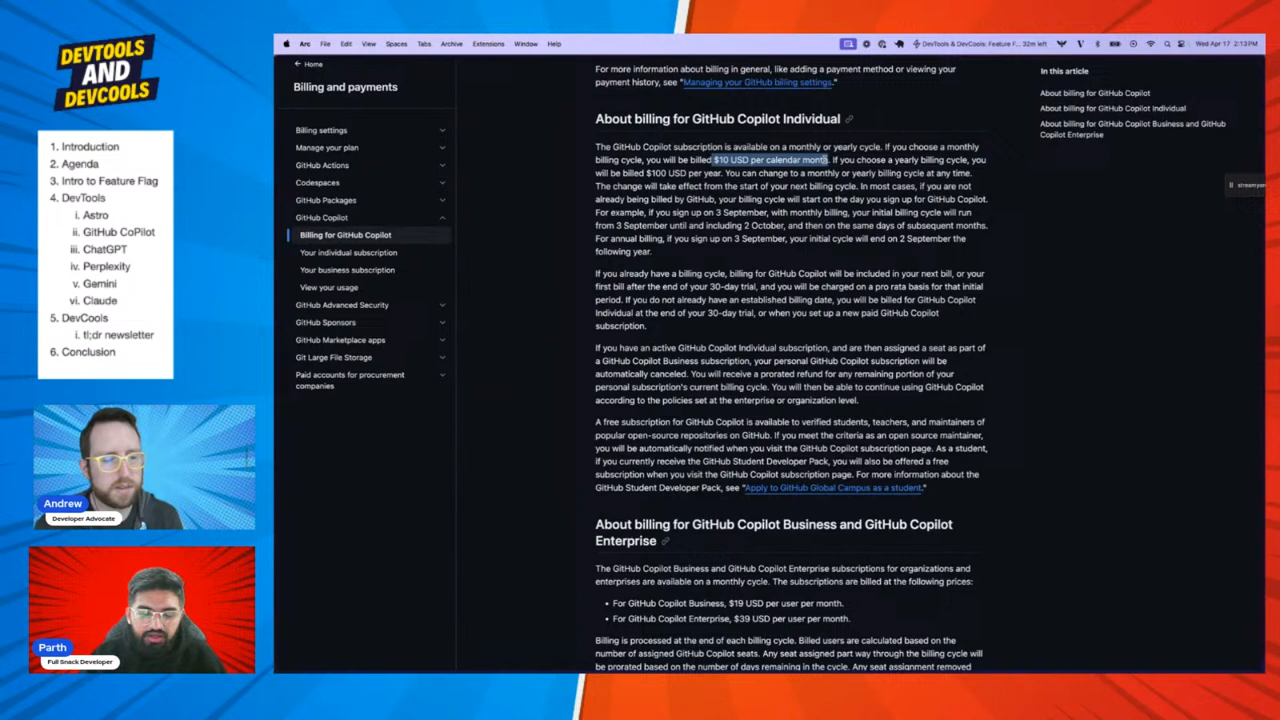 DEVTOOLS
AND
DEVCOOLS
1. Introduction
2. Agenda
3. Intro to Feature Flag
4. DevTools
i. Astro
ii. GitHub CoPilot
iii. ChatGPT
iv. Perplexity
v. Gemini
vi. Claude
5. DevCools
i. tl;dr newsletter
6. Conclusion
Andrew
Developer Advocate
Parth
Full Snack Developer
Arc File Edit View Spaces Tabs Archive Extensions Window Help
DevTools & DevCools: Feature F... 32m left
Wed Apr 17 2:13 PM
← Home
Billing and payments
Billing settings
Manage your plan
GitHub Actions
Codespaces
GitHub Packages
GitHub Copilot
Billing for GitHub Copilot
Your individual subscription
Your business subscription
View your usage
GitHub Advanced Security
GitHub Sponsors
GitHub Marketplace apps
Git Large File Storage
Paid accounts for procurement
companies
For more information about billing in general, like adding a payment method or viewing your
payment history, see "Managing your GitHub billing settings."
About billing for GitHub Copilot Individual
The GitHub Copilot subscription is available on a monthly or yearly cycle. If you choose a monthly
billing cycle, you will be billed $10 USD per calendar month. If you choose a yearly billing cycle, you
will be billed $100 USD per year. You can change to a monthly or yearly billing cycle at any time.
The change will take effect from the start of your next billing cycle. In most cases, if you are not
already being billed by GitHub, your billing cycle will start on the day you sign up for GitHub Copilot.
For example, if you sign up on 3 September, with monthly billing, your initial billing cycle will run
from 3 September until and including 2 October, and then on the same days of subsequent months.
For annual billing, if you sign up on 3 September, your initial cycle will end on 2 September the
following year.
If you already have a billing cycle, billing for GitHub Copilot will be included in your next bill, or your
first bill after the end of your 30-day trial, and you will be charged on a pro rata basis for that initial
period. If you do not already have an established billing date, you will be billed for GitHub Copilot
Individual at the end of your 30-day trial, or when you set up a new paid GitHub Copilot
subscription.
If you have an active GitHub Copilot Individual subscription, and are then assigned a seat as part of
a GitHub Copilot Business subscription, your personal GitHub Copilot subscription will be
automatically canceled. You will receive a prorated refund for any remaining portion of your
personal subscription's current billing cycle. You will then be able to continue using GitHub Copilot
according to the policies set at the enterprise or organization level.
A free subscription for GitHub Copilot is available to verified students, teachers, and maintainers of
popular open-source repositories on GitHub. If you meet the criteria as an open source maintainer,
you will be automatically notified when you visit the GitHub Copilot subscription page. As a student,
if you currently receive the GitHub Student Developer Pack, you will also be offered a free
subscription when you visit the GitHub Copilot subscription page. For more information about the
GitHub Student Developer Pack, see "Apply to GitHub Global Campus as a student."
About billing for GitHub Copilot Business and GitHub Copilot
Enterprise
The GitHub Copilot Business and GitHub Copilot Enterprise subscriptions for organizations and
enterprises are available on a monthly cycle. The subscriptions are billed at the following prices:
• For GitHub Copilot Business, $19 USD per user per month.
• For GitHub Copilot Enterprise, $39 USD per user per month.
Billing is processed at the end of each billing cycle. Billed users are calculated based on the
number of assigned GitHub Copilot seats. Any seat assigned part way through the billing cycle will
be prorated based on the number of days remaining in the cycle. Any seat assignment removed
In this article
About billing for GitHub Copilot
About billing for GitHub Copilot Individual
About billing for GitHub Copilot Business and GitHub
Copilot Enterprise